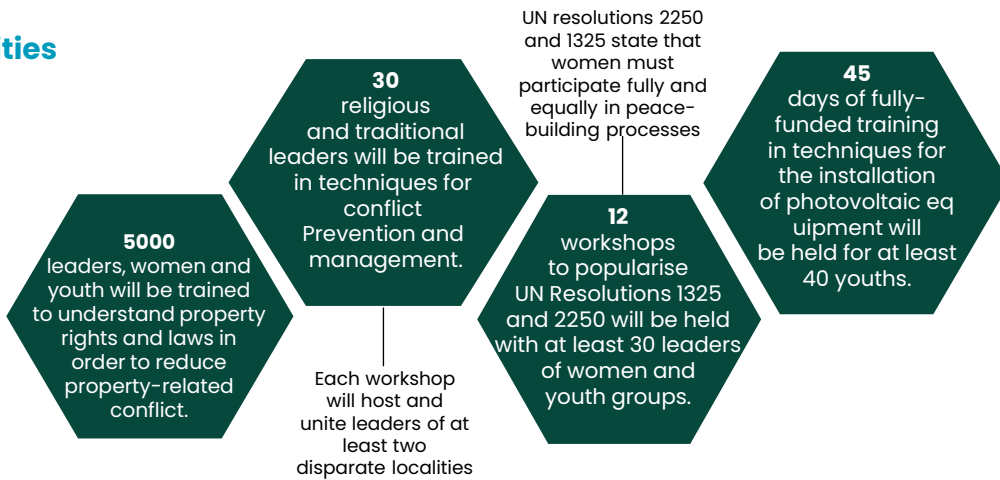 ities
5000
leaders, women and
youth will be trained
to understand property
rights and laws in
order to reduce
property-related
conflict.
30
religious
and traditional
leaders will be trained
in techniques for
conflict
Prevention and
management.
Each workshop
will host and
unite leaders of at
least two
disparate localities
UN resolutions 2250
and 1325 state that
women must
participate fully and
equally in peace-
building processes
12
workshops
to popularise
UN Resolutions 1325
and 2250 will be held
with at least 30 leaders
of women and
youth groups.
45
days of fully-
funded training
in techniques for
the installation
of photovoltaic eq
uipment will
be held for at least
40 youths.